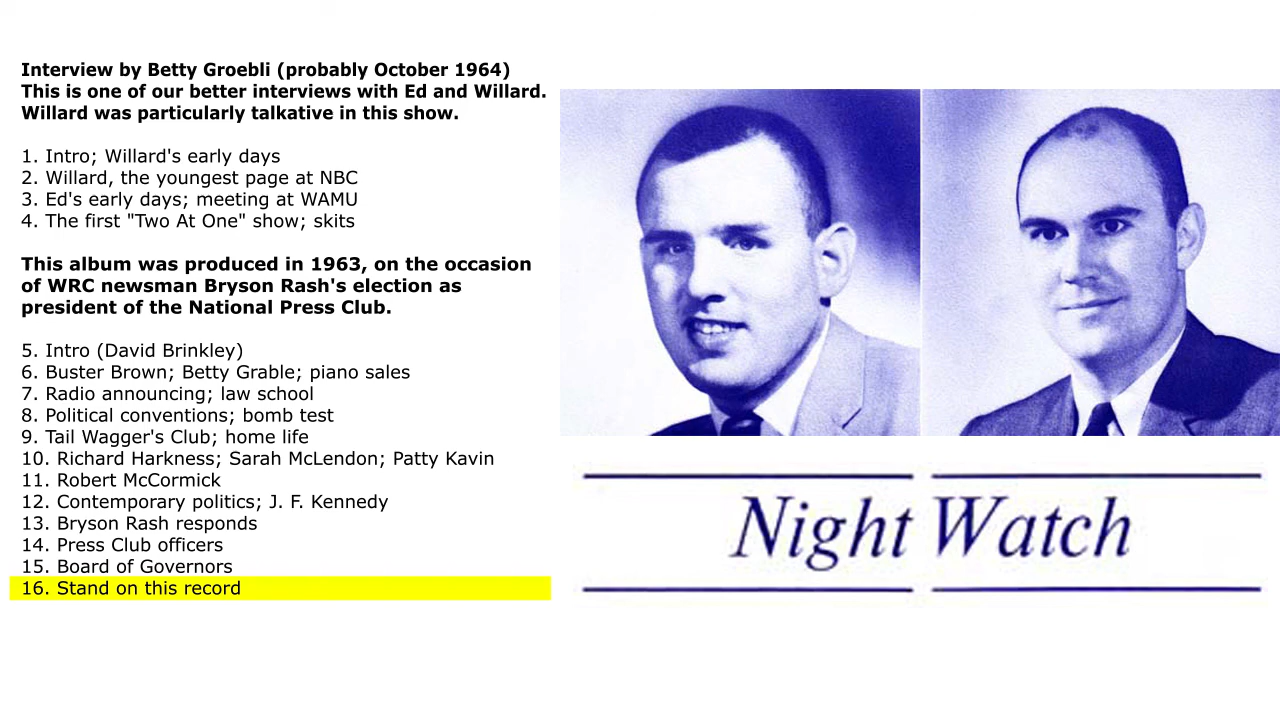 Interview by Betty Groebli (probably October 1964)
This is one of our better interviews with Ed and Willard.
Willard was particularly talkative in this show.
1. Intro; Willard's early days
2. Willard, the youngest page at NBC
3. Ed's early days; meeting at WAMU
4. The first "Two At One" show; skits
This album was produced in 1963, on the occasion
of WRC newsman Bryson Rash's election as
president of the National Press Club.
5. Intro (David Brinkley)
6. Buster Brown; Betty Grable; piano sales
7. Radio announcing; law school
8. Political conventions; bomb test
9. Tail Wagger's Club; home life
10. Richard Harkness; Sarah McLendon; Patty Kavin
11. Robert McCormick
12. Contemporary politics; J. F. Kennedy
13. Bryson Rash responds
14. Press Club officers
15. Board of Governors
16. Stand on this record
Night Watch